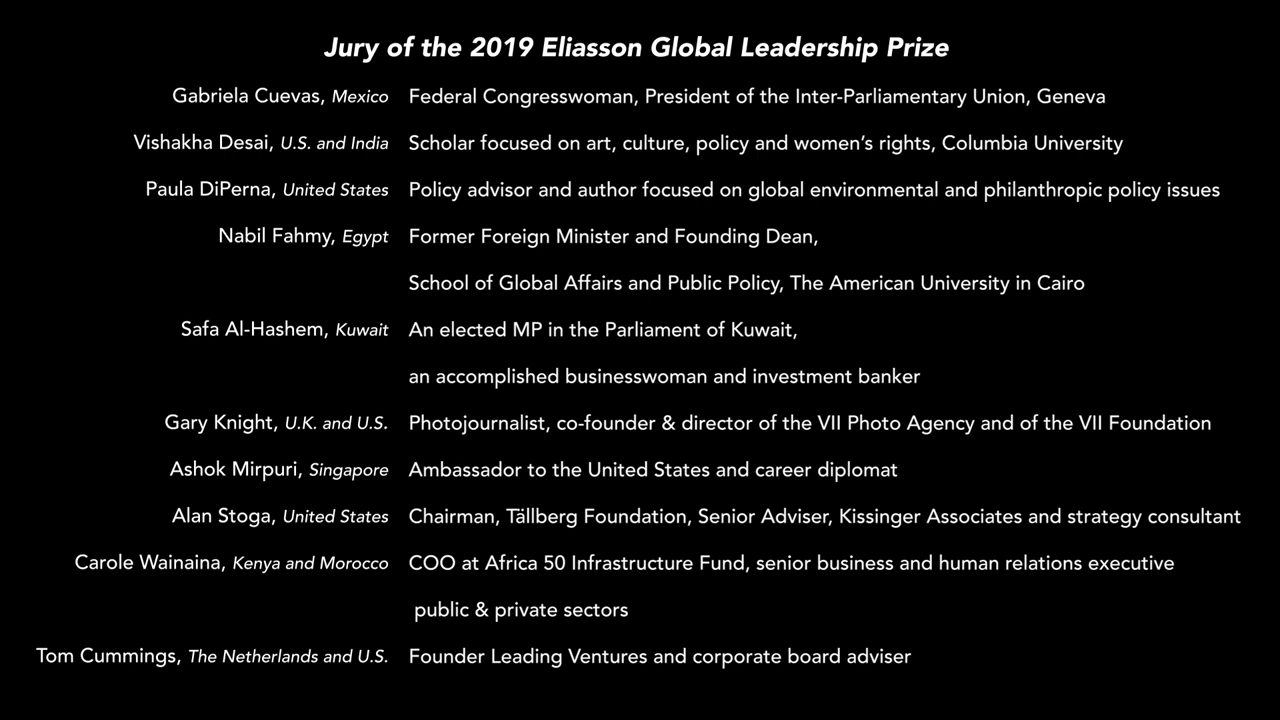 Jury of the 2019 Eliasson Global Leadership Prize
Gabriela Cuevas, Mexico Federal Congresswoman, President of the Inter-Parliamentary Union, Geneva
Vishakha Desai, U.S. and India Scholar focused on art, culture, policy and women's rights, Columbia University
Paula DiPerna, United States Policy advisor and author focused on global environmental and philanthropic policy issues
Nabil Fahmy, Egypt Former Foreign Minister and Founding Dean,
School of Global Affairs and Public Policy, The American University in Cairo
Safa Al-Hashem, Kuwait An elected MP in the Parliament of Kuwait,
an accomplished businesswoman and investment banker
Gary Knight, U.K. and U.S. Photojournalist, co-founder & director of the VII Photo Agency and of the VII Foundation
Ashok Mirpuri, Singapore Ambassador to the United States and career diplomat
Alan Stoga, United States Chairman, Tällberg Foundation, Senior Adviser, Kissinger Associates and strategy consultant
Carole Wainaina, Kenya and Morocco COO at Africa 50 Infrastructure Fund, senior business and human relations executive
public & private sectors
Tom Cummings, The Netherlands and U.S. Founder Leading Ventures and corporate board adviser